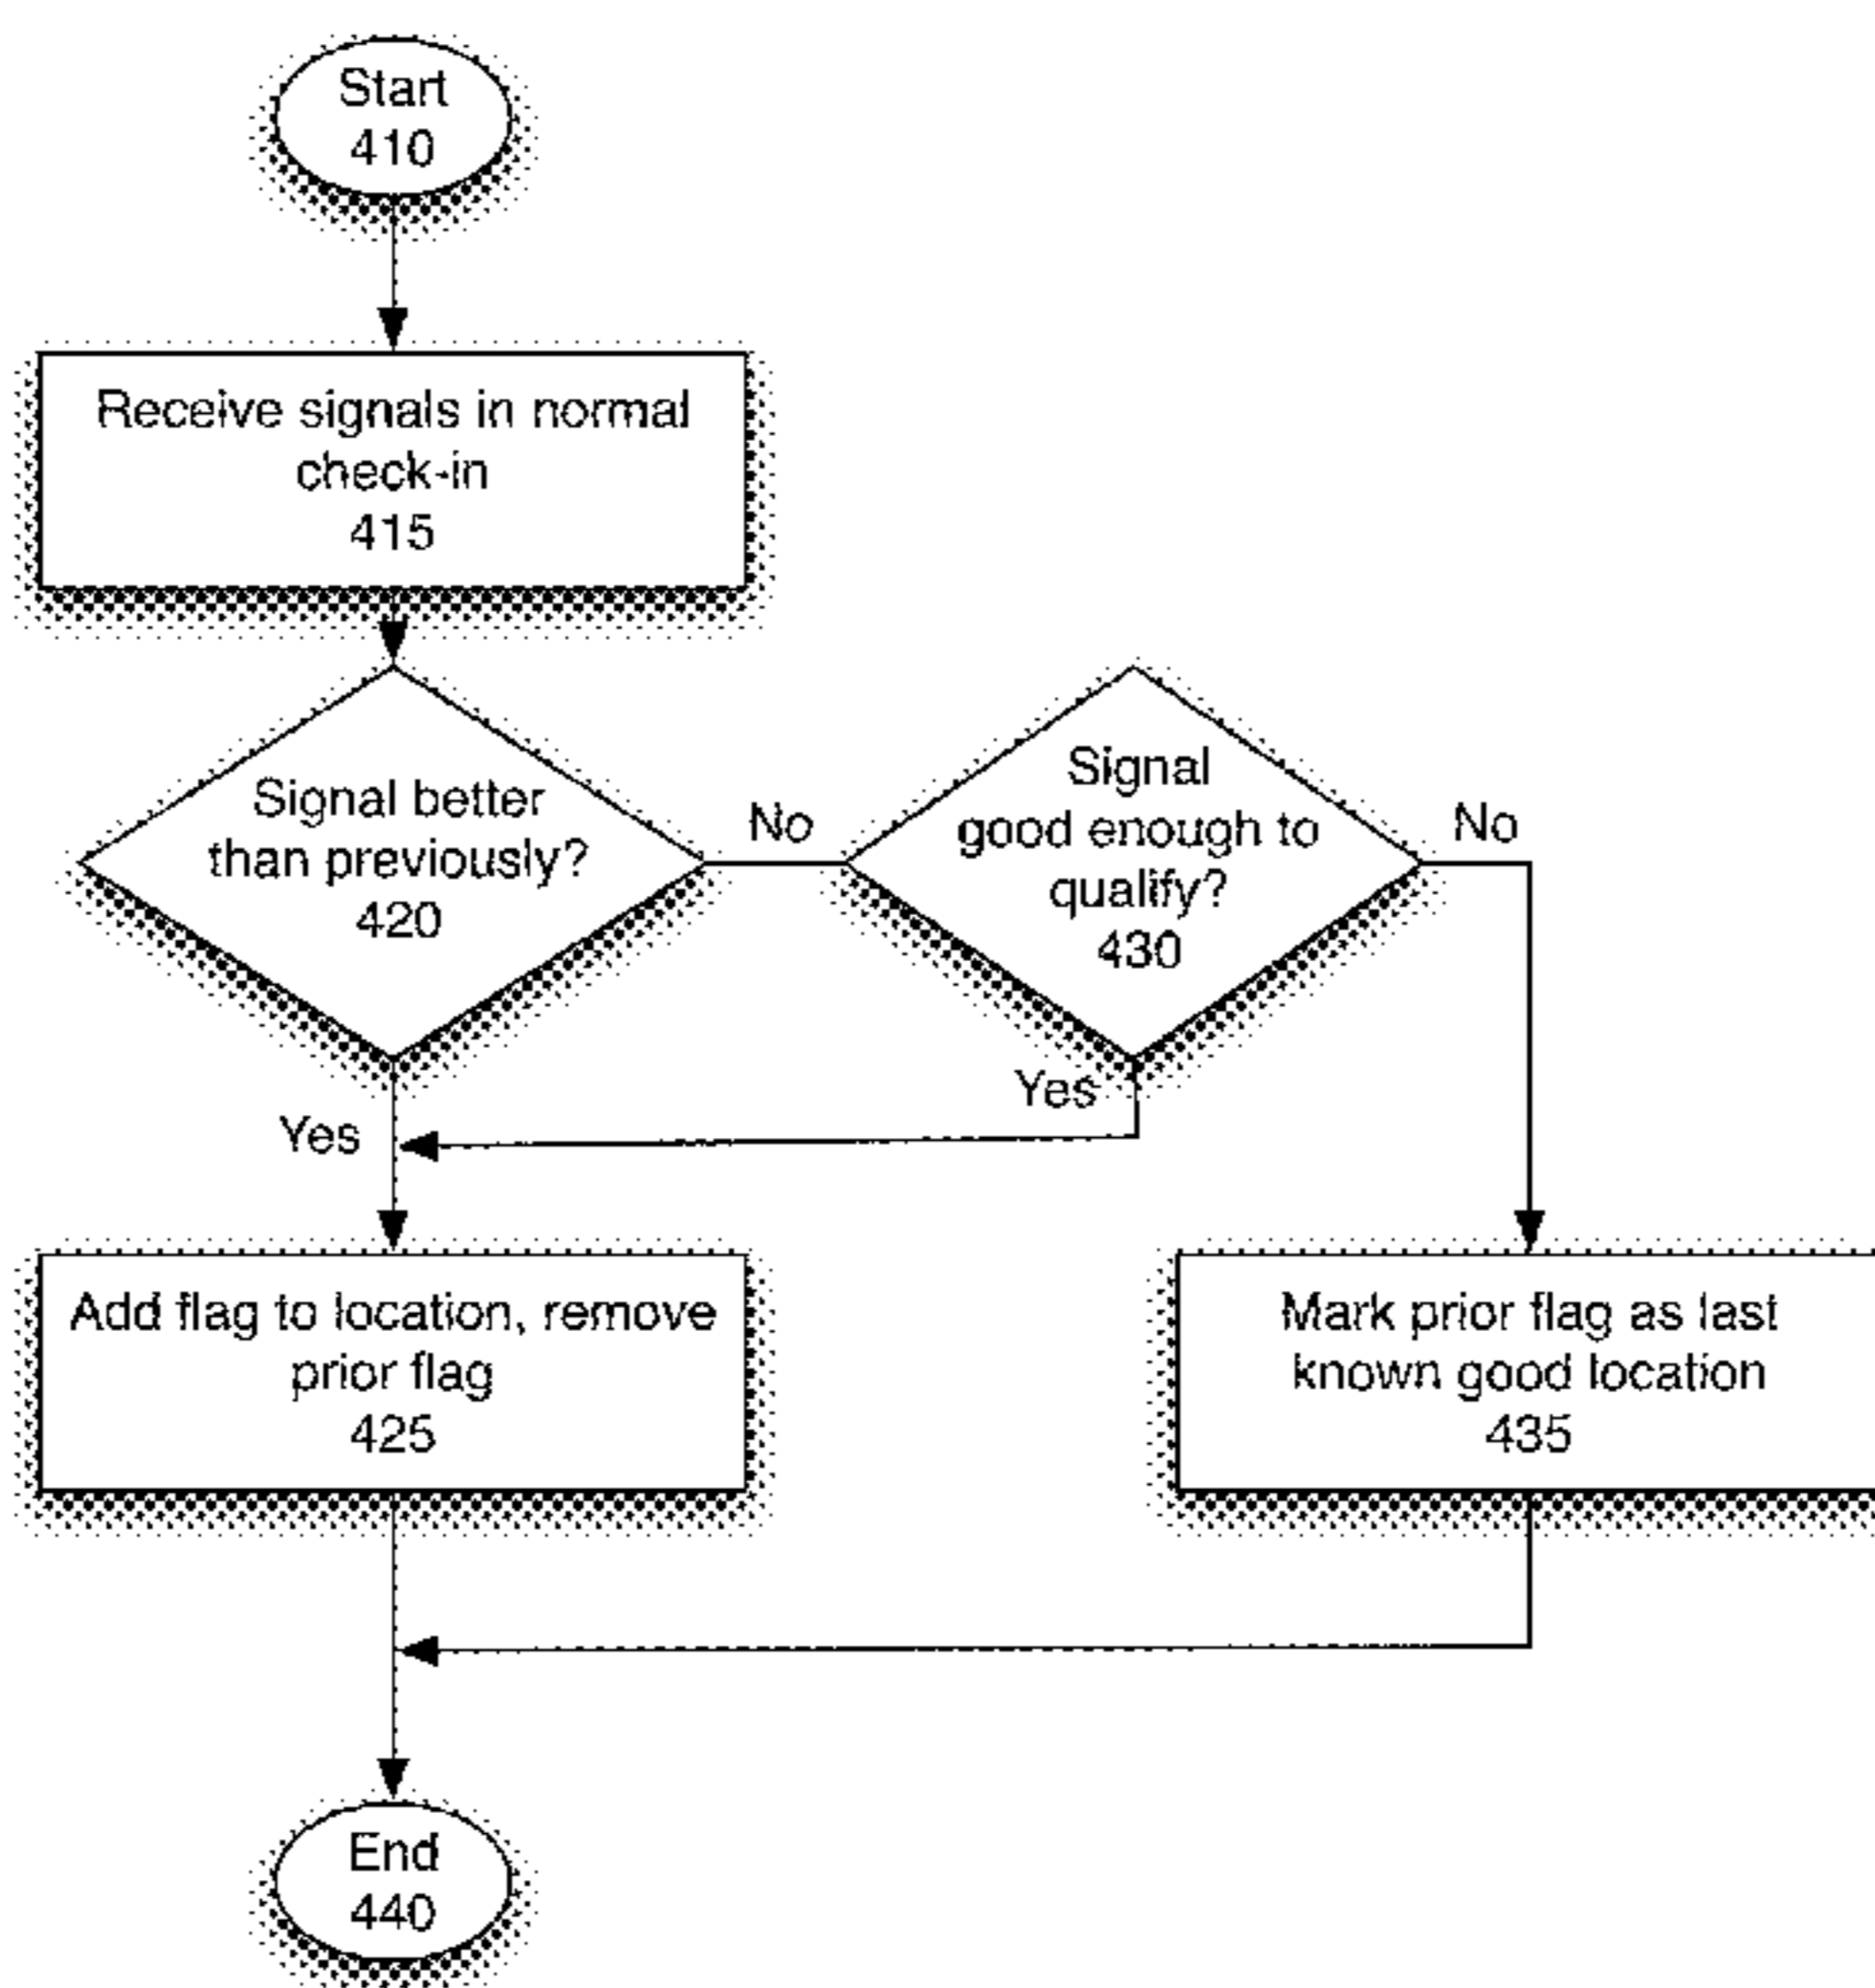 Start
410
Receive signals in normal
check-in
415
Signal better
than previously?
420
No
Signal
good enough to
qualify?
430
No
Yes
Yes
Add flag to location, remove
prior flag
425
Mark prior flag as last
known good location
435
End
440